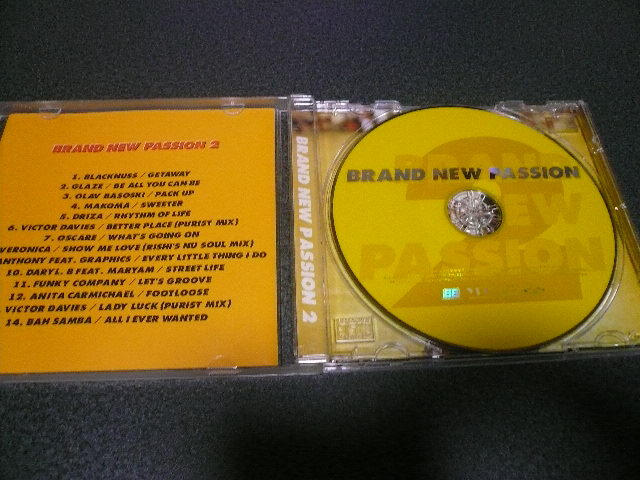 BRAND NEW PASSION 2
1. BLACKNUSS / GETAWAY
2. GLAZE / BE ALL YOU CAN BE
3. OLAV BASOSKI / PACK UP
4. MAKOMA / SWEETER
5. DRIZA / RHYTHM OF LIFE
6. VICTOR DAVIES / BETTER PLACE (PURIST MIX)
7. OSCARE / WHAT'S GOING ON
VERONICA / SHOW ME LOVE (RISHI'S NU SOUL MIX)
ANTHONY FEAT. GRAPHICS / EVERY LITTLE THING I DO
10. DARYL. B FEAT. MARYAM / STREET LIFE
11. FUNKY COMPANY / LET'S GROOVE
12. ANITA CARMICHAEL / FOOTLOOSE
VICTOR DAVIES / LADY LUCK (PURIST MIX)
14. BAH SAMBA / ALL I EVER WANTED
BRAND NEW PASSION 2
BRAND NEW PASSION
2
BRAND
NEW
PASSION